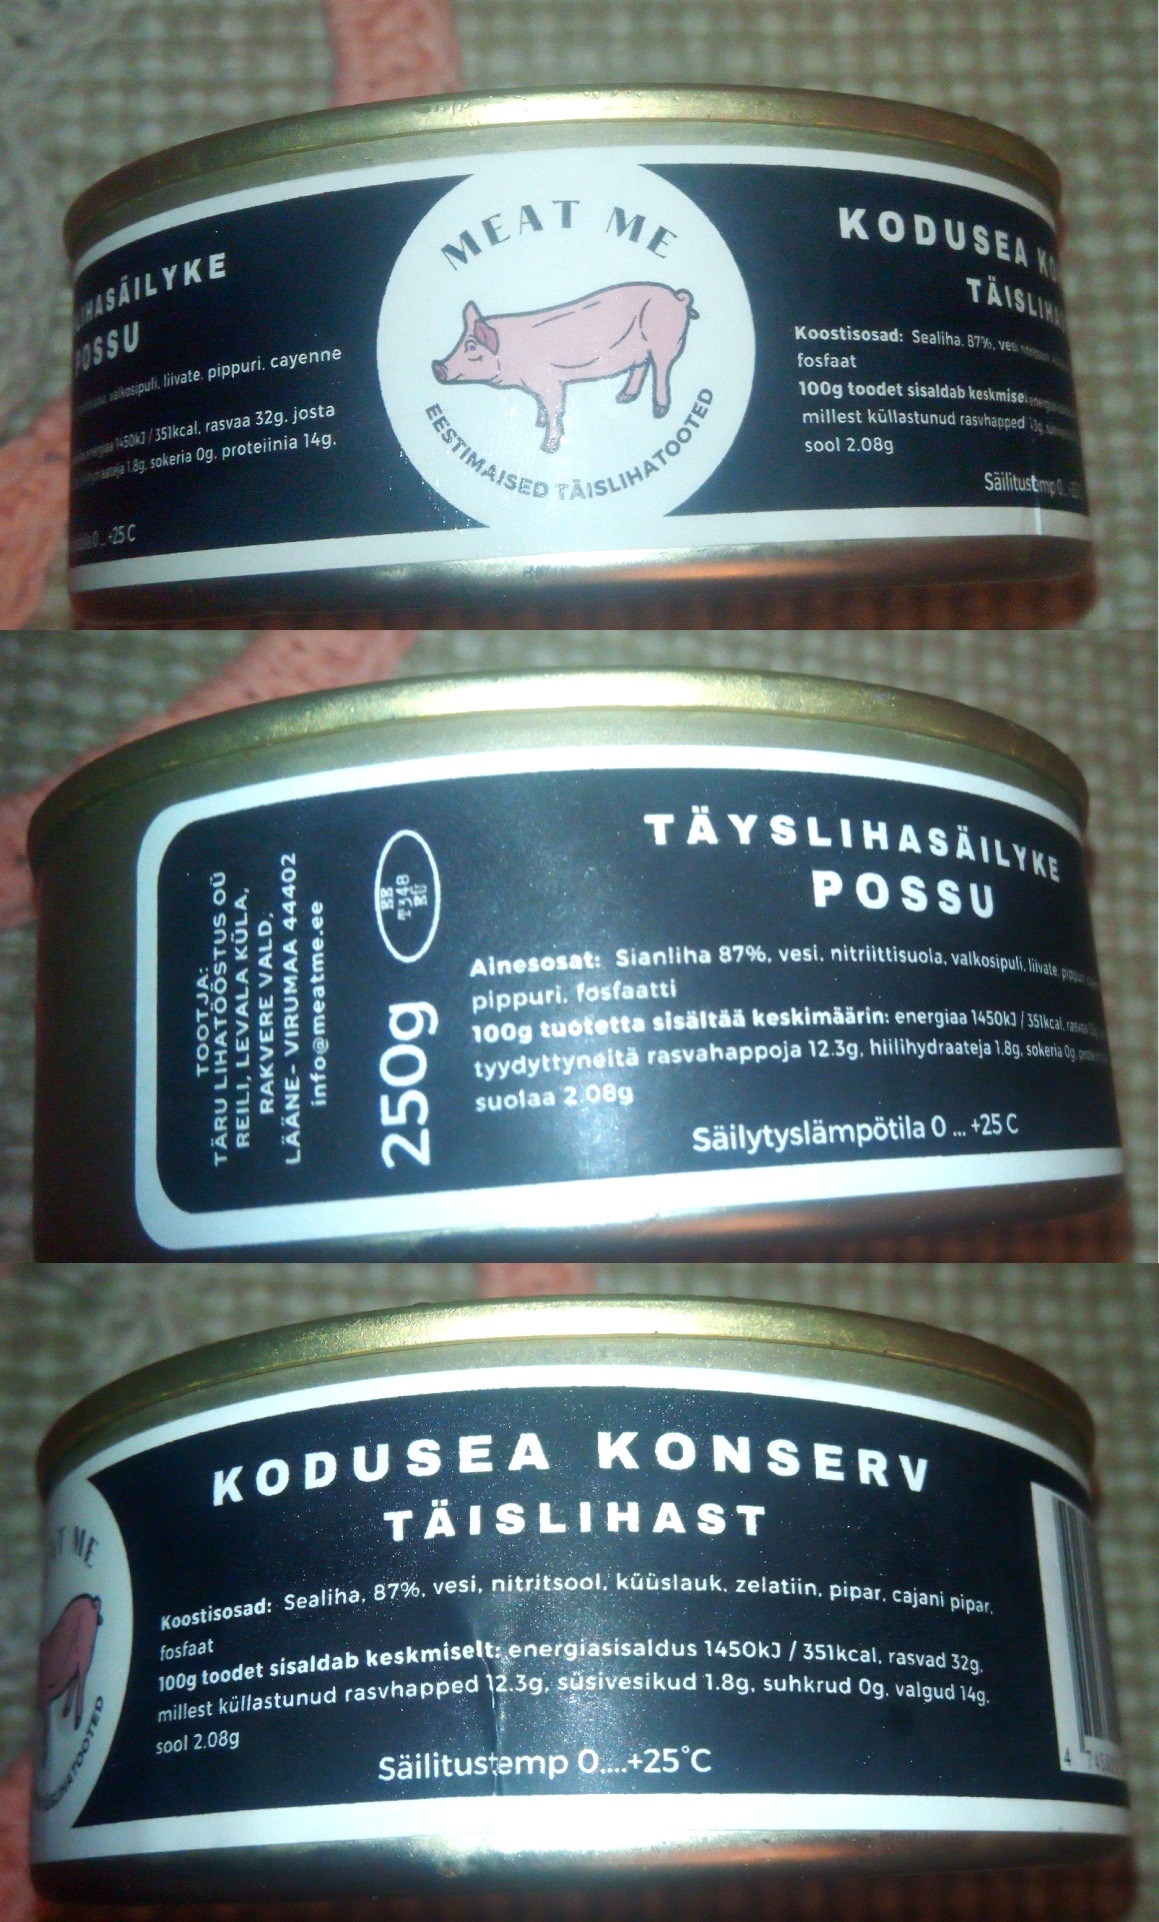 LIHASÄILYKE
POSSU
valkosipuli, liivate, pippuri, cayenne
1450kJ / 351kcal, rasvaa 32g, josta
1.8g, sokeria 0g, proteiinia 14g,
0 ... +25 C
MEAT ME
EESTIMAISED TÄISLIHATOOTED
KODUSEA KO
TÄISLIHA
Koostisosad: Sealiha, 87%, vesi,
fosfaat
100g toodet sisaldab keskmisel
millest küllastunud rasvhapped
sool 2.08g
Säilitustemp 0...
TOOTJA:
TÄRU LIHATÖÖSTUS OÜ
REILI, LEVALA KÜLA,
RAKVERE VALD,
LÄÄNE- VIRUMAA 44402
info@meatme.ee
EE
T348
EU
250g
TÄYSLIHASÄILYKE
POSSU
Ainesosat: Sianliha 87%, vesi, nitriittisuola, valkosipuli, liivate,
pippuri, fosfaatti
100g tuotetta sisältää keskimäärin: energiaa 1450kJ / 351kcal,
tyydyttyneitä rasvahappoja 12.3g, hiilihydraateja 1.8g, sokeria 0g,
suolaa 2.08g
Säilytyslämpötila 0 ... +25 C
AT ME
LIHATOOTED
KODUSEA KONSERV
TÄISLIHAST
Koostisosad: Sealiha, 87%, vesi, nitritsool, küüslauk, zelatiin, pipar, cajani pipar,
fosfaat
100g toodet sisaldab keskmiselt: energiasisaldus 1450kJ / 351kcal, rasvad 32g,
millest küllastunud rasvhapped 12.3g, süsivesikud 1.8g, suhkrud 0g, valgud 14g,
sool 2.08g
Säilitustemp 0....+25°C